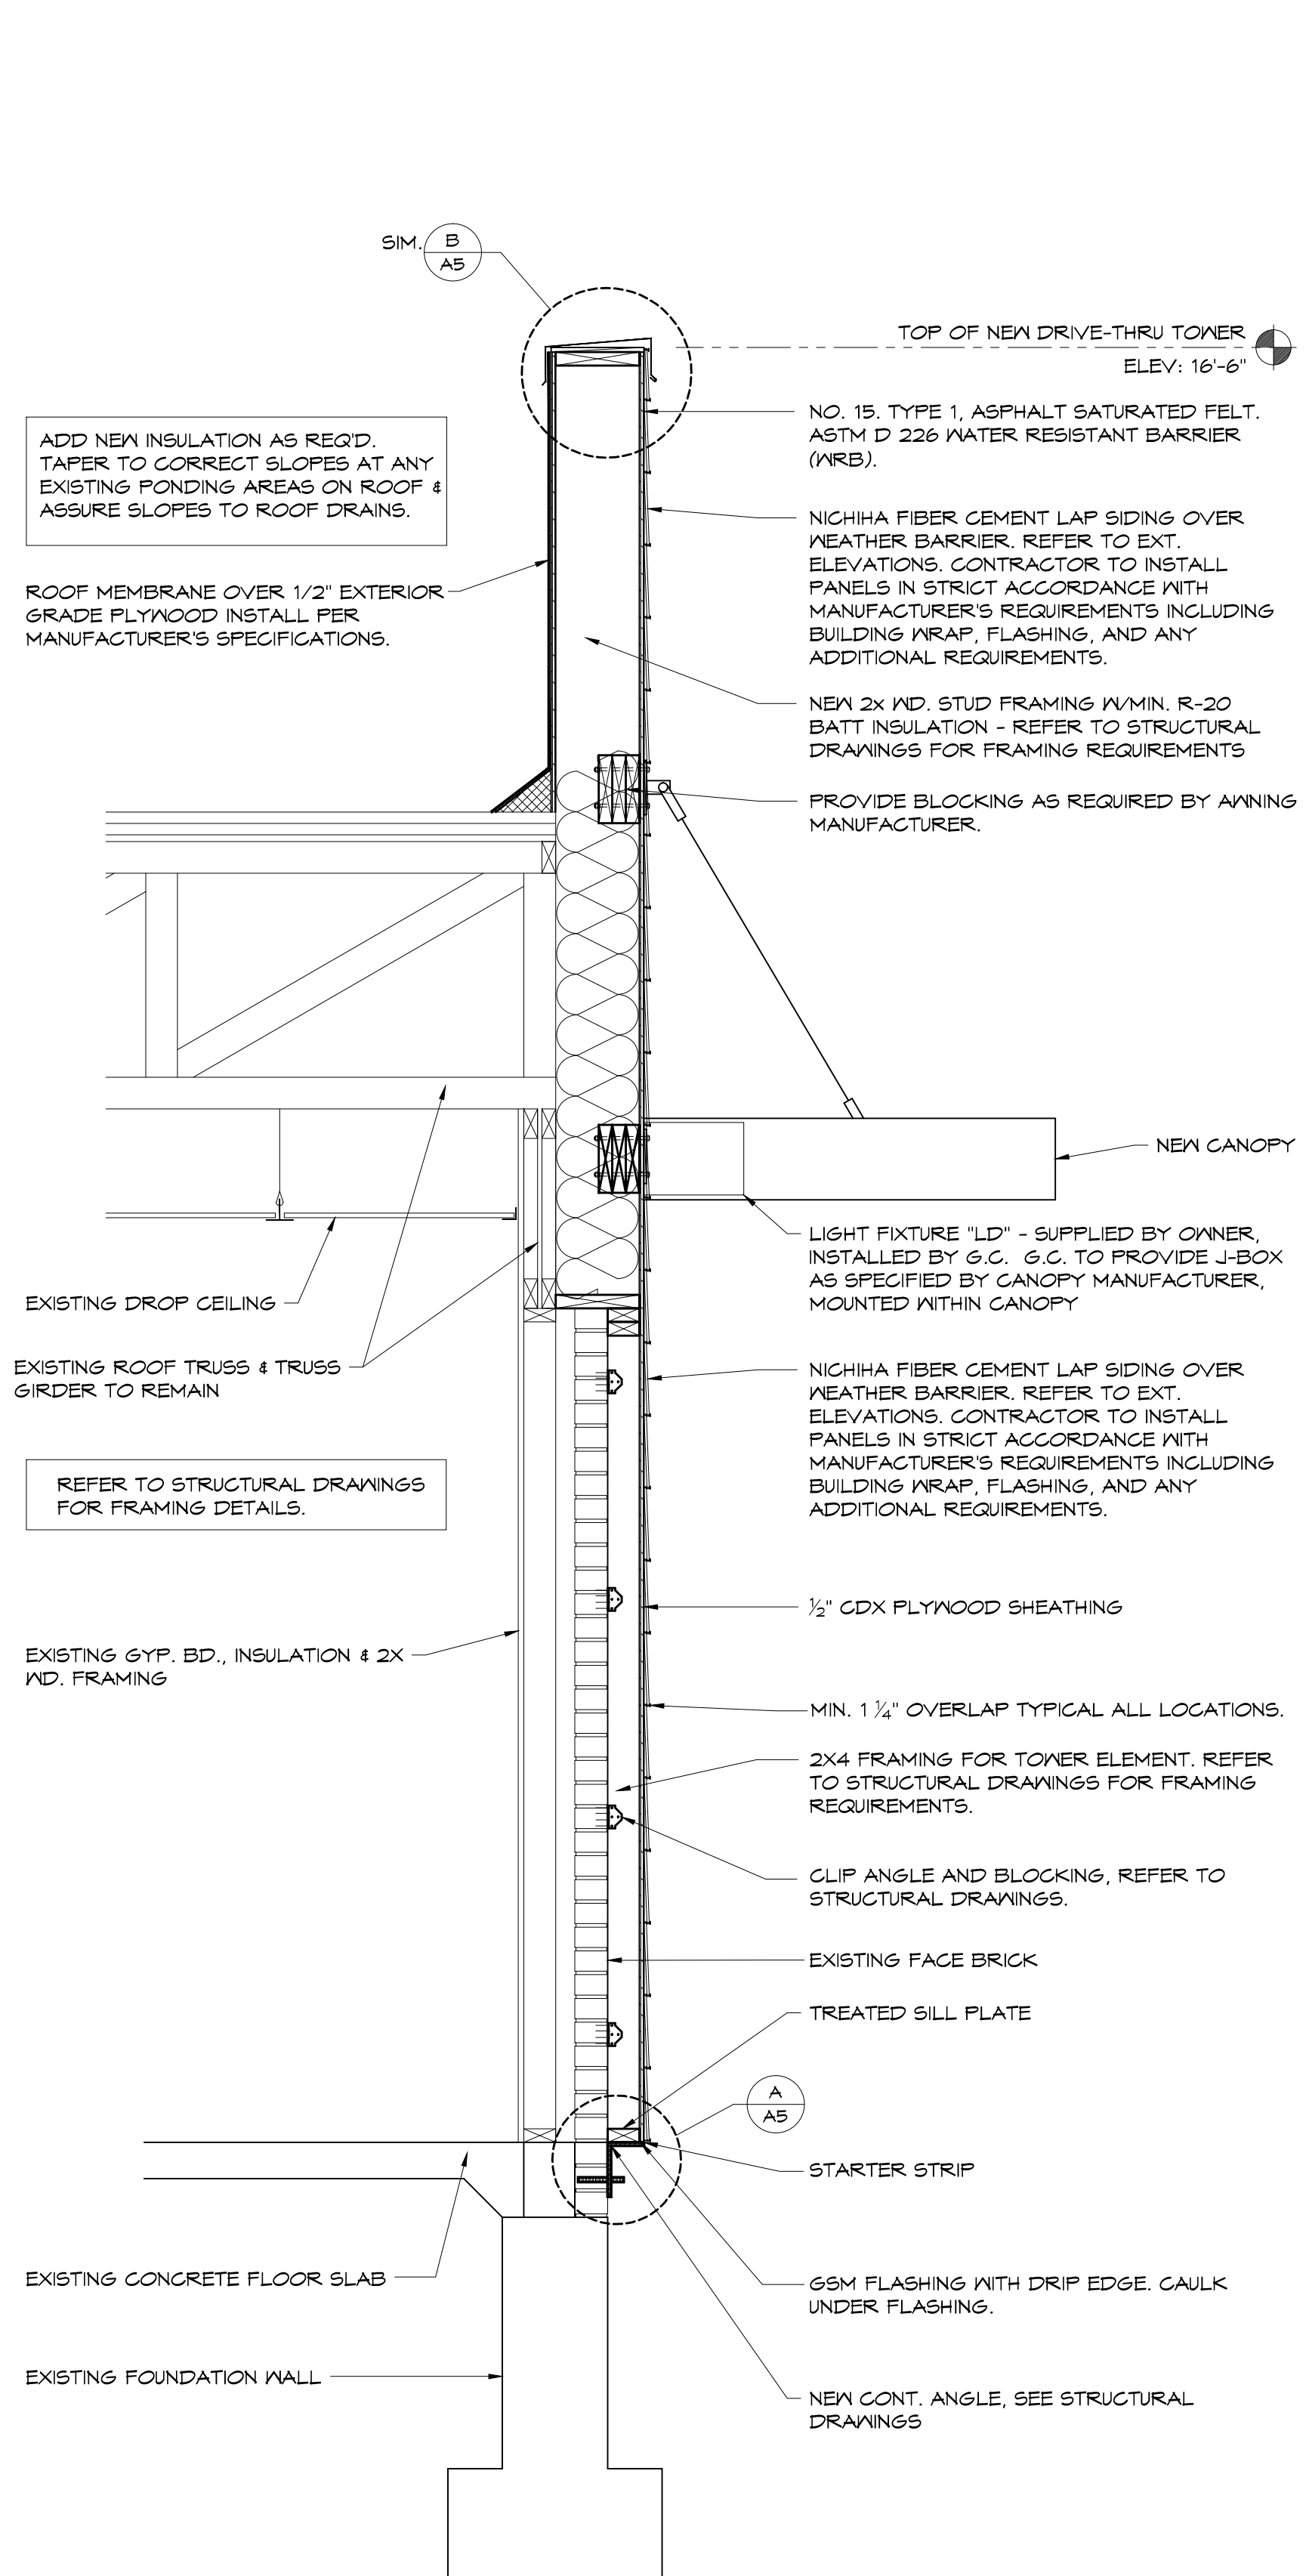 SIM.
B
A5
TOP OF NEW DRIVE-THRU TOWER
ELEV: 16'-6"
ADD NEW INSULATION AS REQ'D.
TAPER TO CORRECT SLOPES AT ANY
EXISTING PONDING AREAS ON ROOF &
ASSURE SLOPES TO ROOF DRAINS.
ROOF MEMBRANE OVER 1/2" EXTERIOR
GRADE PLYWOOD INSTALL PER
MANUFACTURER'S SPECIFICATIONS.
NO. 15. TYPE 1, ASPHALT SATURATED FELT.
ASTM D 226 WATER RESISTANT BARRIER
(WRB).
NICHIHA FIBER CEMENT LAP SIDING OVER
WEATHER BARRIER. REFER TO EXT.
ELEVATIONS. CONTRACTOR TO INSTALL
PANELS IN STRICT ACCORDANCE WITH
MANUFACTURER'S REQUIREMENTS INCLUDING
BUILDING WRAP, FLASHING, AND ANY
ADDITIONAL REQUIREMENTS.
NEW 2x WD. STUD FRAMING W/MIN. R-20
BATT INSULATION - REFER TO STRUCTURAL
DRAWINGS FOR FRAMING REQUIREMENTS
PROVIDE BLOCKING AS REQUIRED BY AWNING
MANUFACTURER.
NEW CANOPY
LIGHT FIXTURE "LD" - SUPPLIED BY OWNER,
INSTALLED BY G.C.  G.C. TO PROVIDE J-BOX
AS SPECIFIED BY CANOPY MANUFACTURER,
MOUNTED WITHIN CANOPY
EXISTING DROP CEILING
EXISTING ROOF TRUSS & TRUSS
GIRDER TO REMAIN
NICHIHA FIBER CEMENT LAP SIDING OVER
WEATHER BARRIER. REFER TO EXT.
ELEVATIONS. CONTRACTOR TO INSTALL
PANELS IN STRICT ACCORDANCE WITH
MANUFACTURER'S REQUIREMENTS INCLUDING
BUILDING WRAP, FLASHING, AND ANY
ADDITIONAL REQUIREMENTS.
REFER TO STRUCTURAL DRAWINGS
FOR FRAMING DETAILS.
½" CDX PLYWOOD SHEATHING
EXISTING GYP. BD., INSULATION & 2X
WD. FRAMING
MIN. 1 ¼" OVERLAP TYPICAL ALL LOCATIONS.
2X4 FRAMING FOR TOWER ELEMENT. REFER
TO STRUCTURAL DRAWINGS FOR FRAMING
REQUIREMENTS.
CLIP ANGLE AND BLOCKING, REFER TO
STRUCTURAL DRAWINGS.
EXISTING FACE BRICK
TREATED SILL PLATE
A
A5
STARTER STRIP
EXISTING CONCRETE FLOOR SLAB
GSM FLASHING WITH DRIP EDGE. CAULK
UNDER FLASHING.
EXISTING FOUNDATION WALL
NEW CONT. ANGLE, SEE STRUCTURAL
DRAWINGS